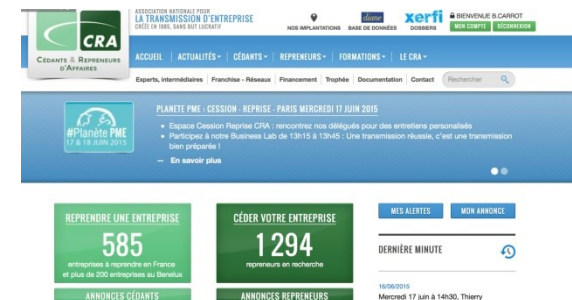 ASSOCIATION NATIONALE POUR
LA TRANSMISSION D'ENTREPRISE
CRÉÉE EN 1985, SANS BUT LUCRATIF
NOS IMPLANTATIONS
diane
BASE DE DONNÉES
xerfi
DOSSIERS
BIENVENUE B.CARROT
MON COMPTE
DÉCONNEXION
CRA
CÉDANTS & REPRENEURS
D'AFFAIRES
ACCUEIL | ACTUALITÉS | CÉDANTS | REPRENEURS | FORMATIONS | LE CRA
Experts, intermédiaires | Franchise - Réseaux | Financement | Trophée | Documentation | Contact
Rechercher
#Planète PME
17 & 18 JUIN 2015
PLANETE PME : CESSION - REPRISE - PARIS MERCREDI 17 JUIN 2015
• Espace Cession Reprise CRA : rencontrez nos délégués pour des entretiens personalisés
• Participez à notre Business Lab de 13h15 à 13h45 : Une transmission réussie, c'est une transmission
bien préparée !
— En savoir plus
REPRENDRE UNE ENTREPRISE
585
entreprises à reprendre en France
et plus de 200 entreprises au Benelux
ANNONCES CÉDANTS
CÉDER VOTRE ENTREPRISE
1 294
repreneurs en recherche
ANNONCES REPRENEURS
MES ALERTES
MON ANNONCE
DERNIÈRE MINUTE
16/06/2015
Mercredi 17 juin à 14h30, Thierry